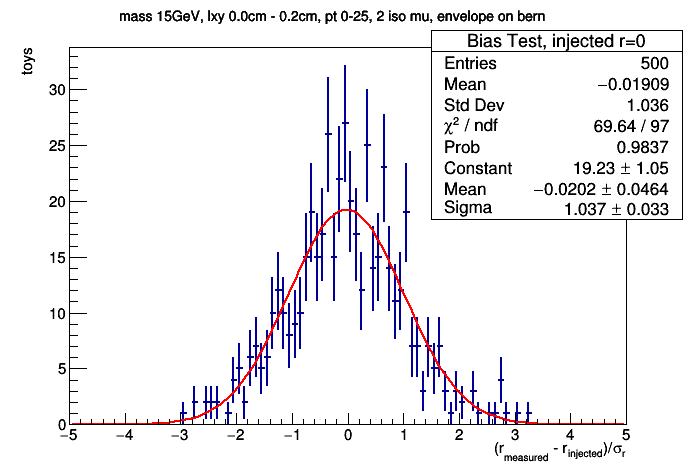 mass 15GeV, lxy 0.0cm - 0.2cm, pt 0-25, 2 iso mu, envelope on bern
Bias Test, injected r=0
Entries 500
Mean −0.01909
Std Dev 1.036
χ² / ndf 69.64 / 97
Prob 0.9837
Constant 19.23 ± 1.05
Mean −0.0202 ± 0.0464
Sigma 1.037 ± 0.033
toys
30
25
20
15
10
5
0
−5 −4 −3 −2 −1 0 1 2 3 4 5
(r_measured - r_injected)/σ_r